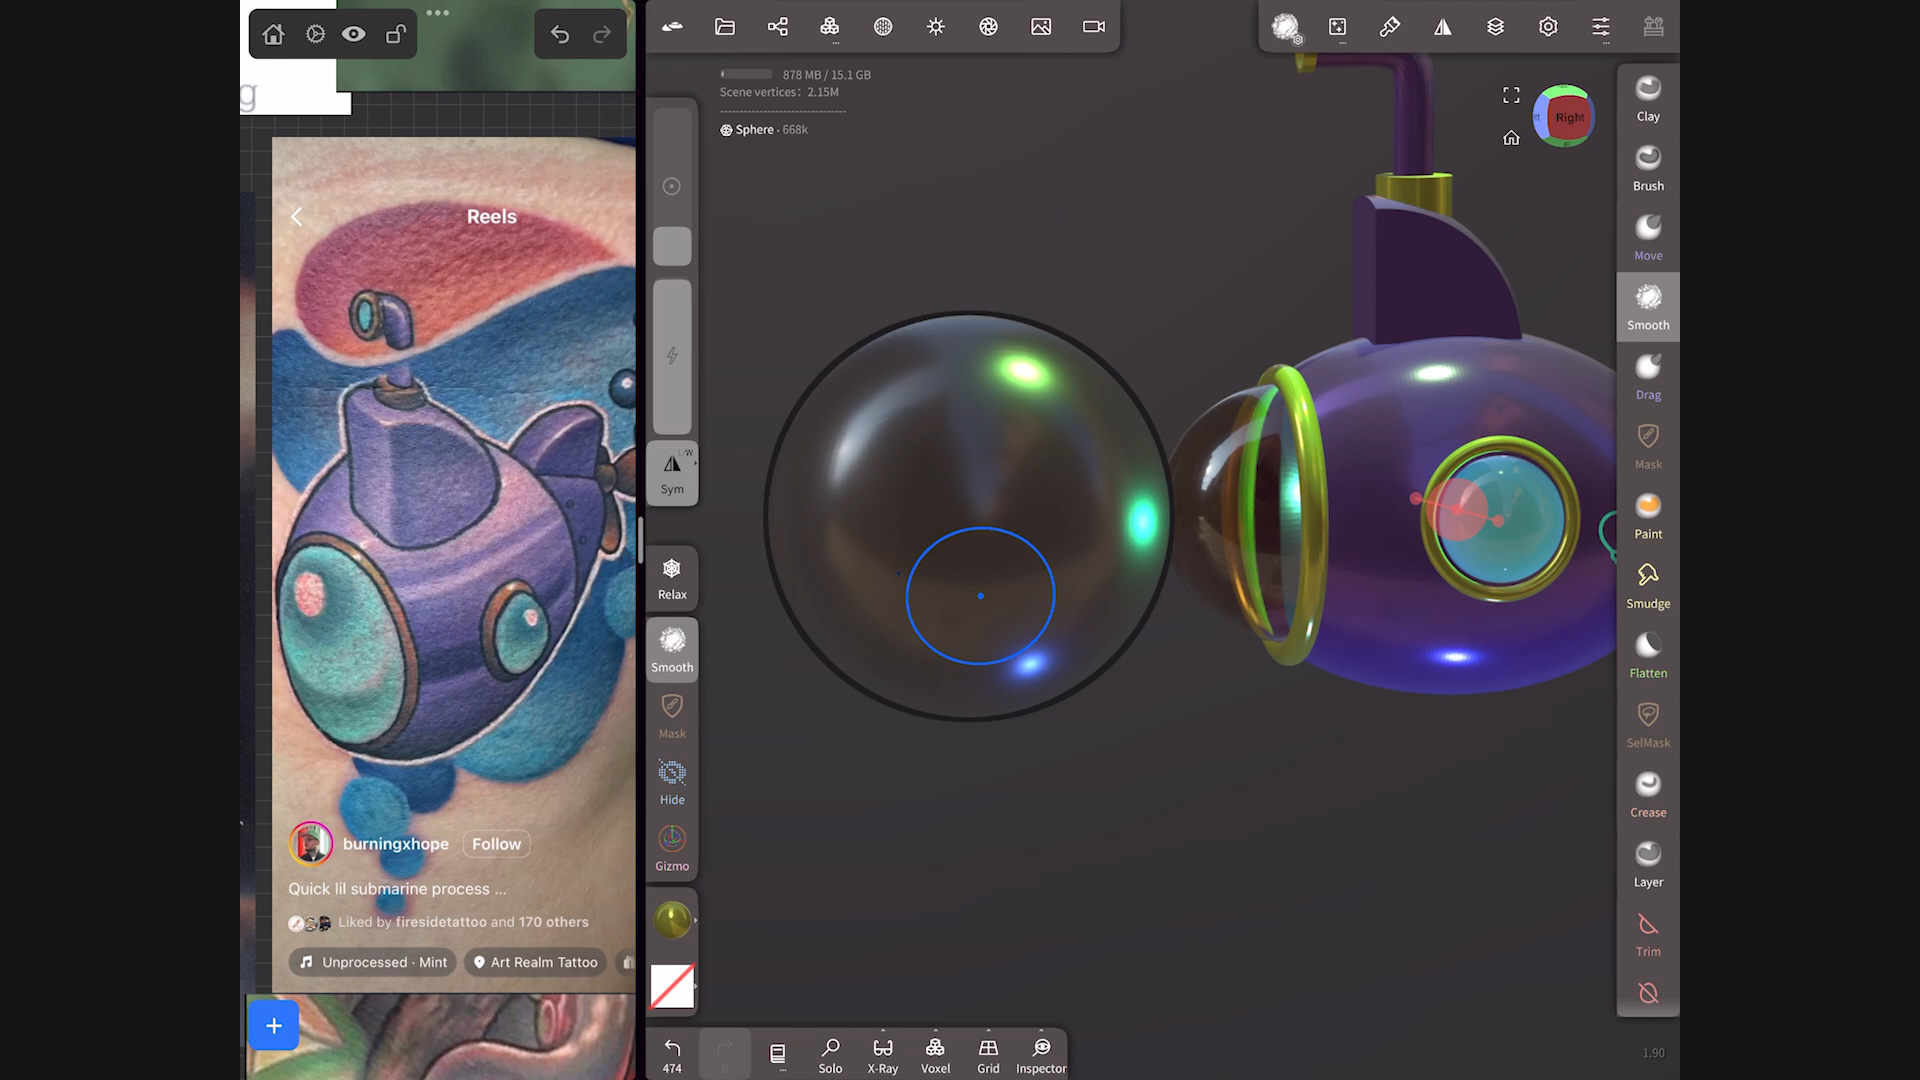 g
Reels
burningxhope
Follow
Quick lil submarine process ...
Liked by firesidetattoo and 170 others
Unprocessed · Mint
Art Realm Tattoo
878 MB / 15.1 GB
Scene vertices: 2.15M
Sphere • 668k
Right
L/W
Sym
Relax
Smooth
Mask
Hide
Gizmo
474
0
Solo
X-Ray
Voxel
Grid
Inspector
Clay
Brush
Move
Smooth
Drag
Mask
Paint
Smudge
Flatten
SelMask
Crease
Layer
Trim
1.90